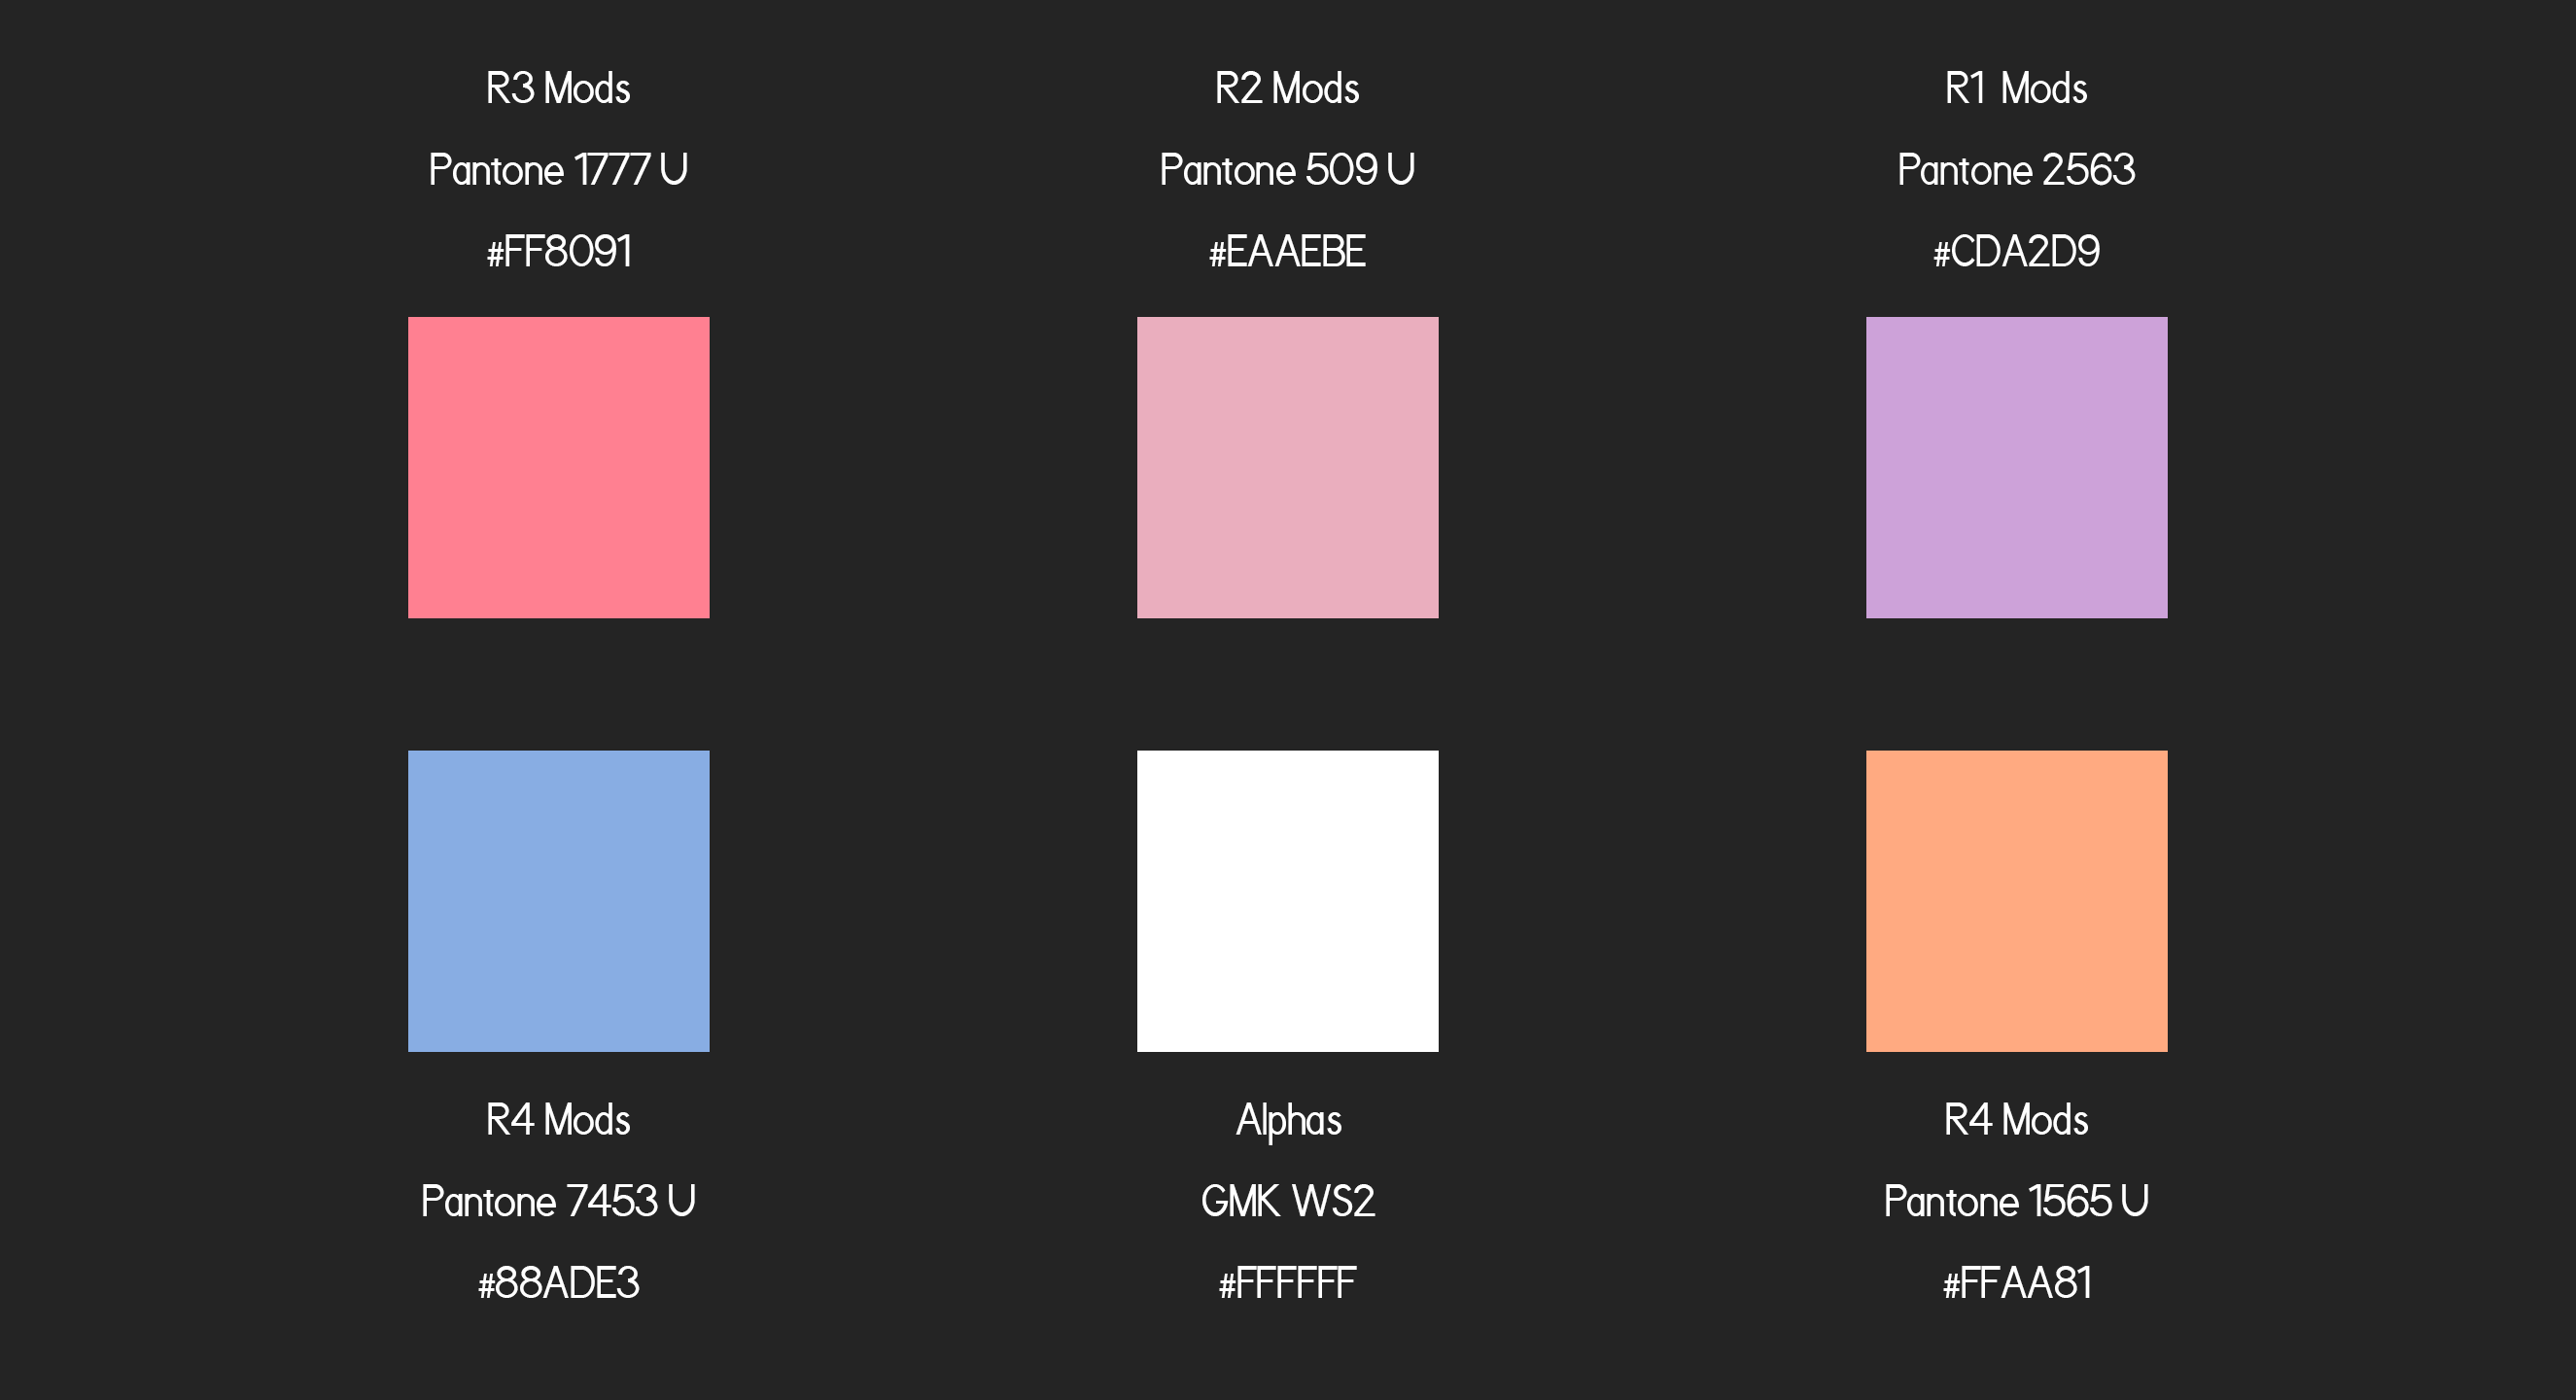 R3 Mods
Pantone 1777 U
#FF8091
R2 Mods
Pantone 509 U
#EAAEBE
R1 Mods
Pantone 2563
#CDA2D9
R4 Mods
Pantone 7453 U
#88ADE3
Alphas
GMK WS2
#FFFFFF
R4 Mods
Pantone 1565 U
#FFAA81